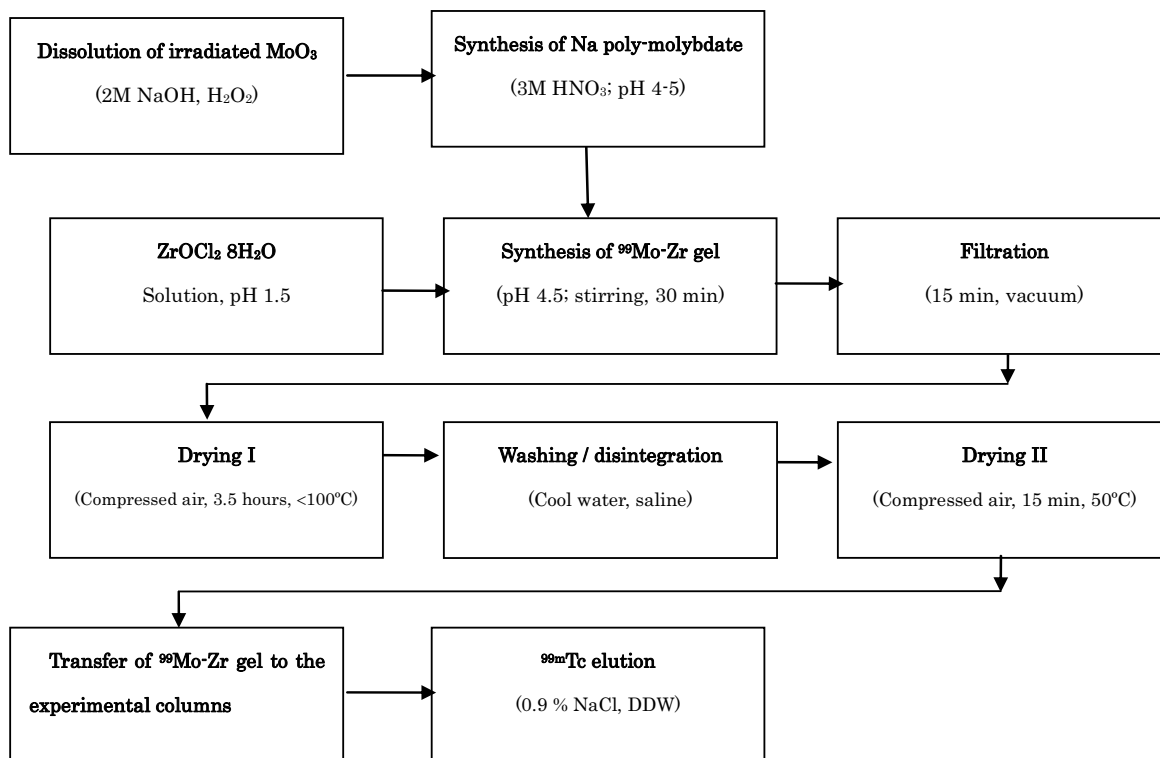 Dissolution of irradiated MoO₃
(2M NaOH, H₂O₂)
Synthesis of Na poly-molybdate
(3M HNO₃; pH 4-5)
ZrOCl₂ 8H₂O
Solution, pH 1.5
Synthesis of ⁹⁹Mo-Zr gel
(pH 4.5; stirring, 30 min)
Filtration
(15 min, vacuum)
Drying I
(Compressed air, 3.5 hours, <100ºC)
Washing / disintegration
(Cool water, saline)
Drying II
(Compressed air, 15 min, 50ºC)
Transfer of ⁹⁹Mo-Zr gel to the
experimental columns
⁹⁹ᵐTc elution
(0.9 % NaCl, DDW)